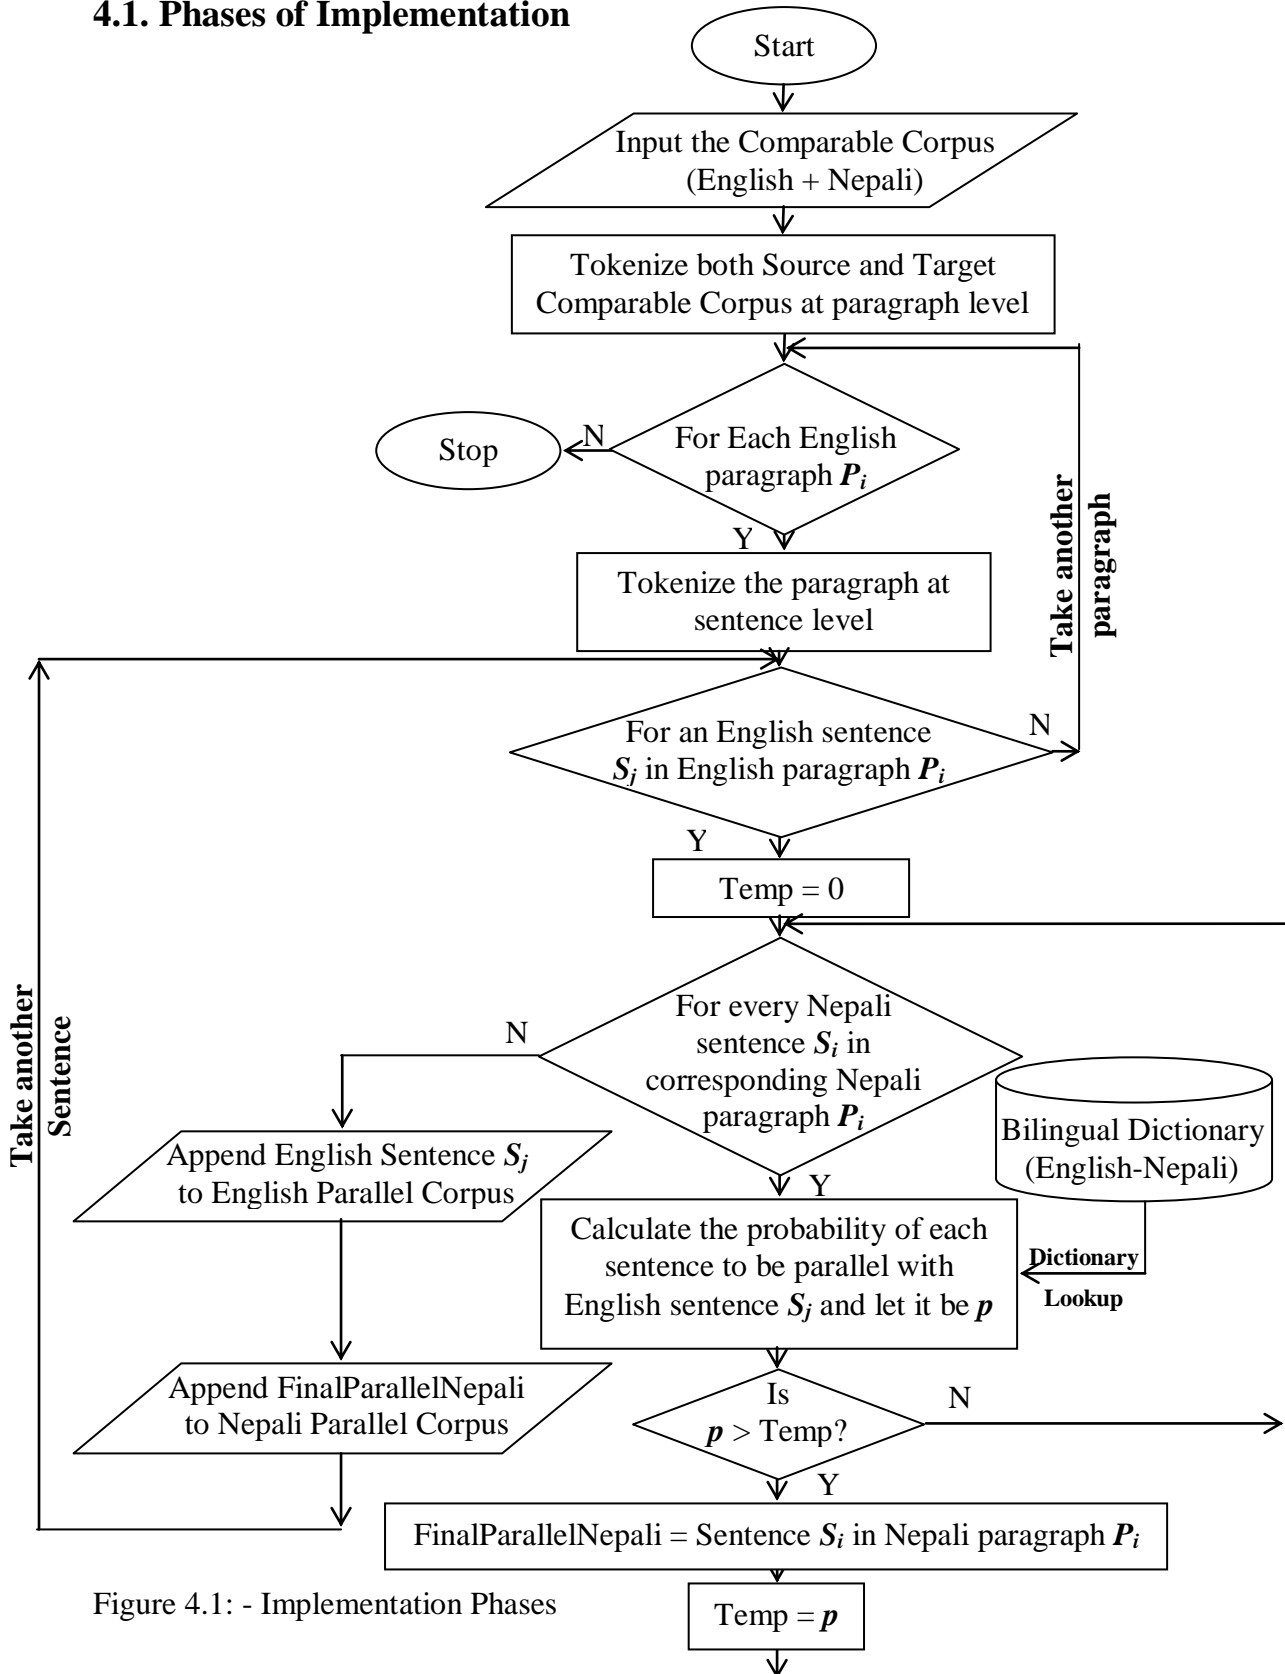 4.1. Phases of Implementation
Start
Input the Comparable Corpus
(English + Nepali)
Tokenize both Source and Target
Comparable Corpus at paragraph level
For Each English
paragraph Pi
N
Stop
Y
Take another
paragraph
Tokenize the paragraph at
sentence level
For an English sentence
Sj in English paragraph Pi
N
Y
Temp = 0
For every Nepali
sentence Si in
corresponding Nepali
paragraph Pi
N
Take another
Sentence
Append English Sentence Sj
to English Parallel Corpus
Bilingual Dictionary
(English-Nepali)
Y
Calculate the probability of each
sentence to be parallel with
English sentence Sj and let it be p
Dictionary
Lookup
Append FinalParallelNepali
to Nepali Parallel Corpus
Is
p > Temp?
N
Y
FinalParallelNepali = Sentence Si in Nepali paragraph Pi
Figure 4.1: - Implementation Phases
Temp = p